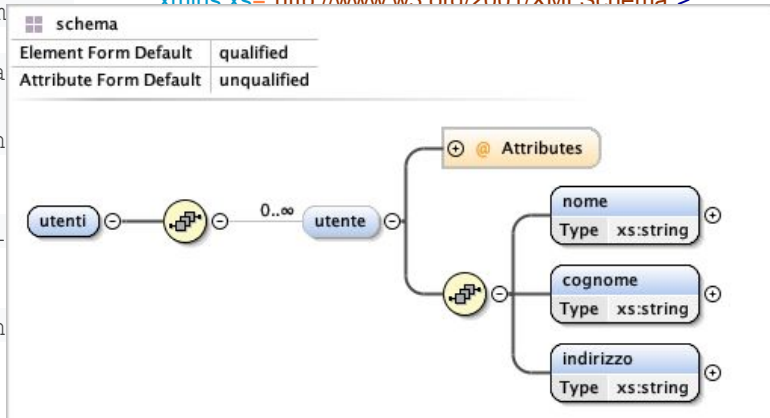 schema
Element Form Default qualified
Attribute Form Default unqualified
@ Attributes
nome
Type xs:string
utenti 0..∞ utente
cognome
Type xs:string
indirizzo
Type xs:string